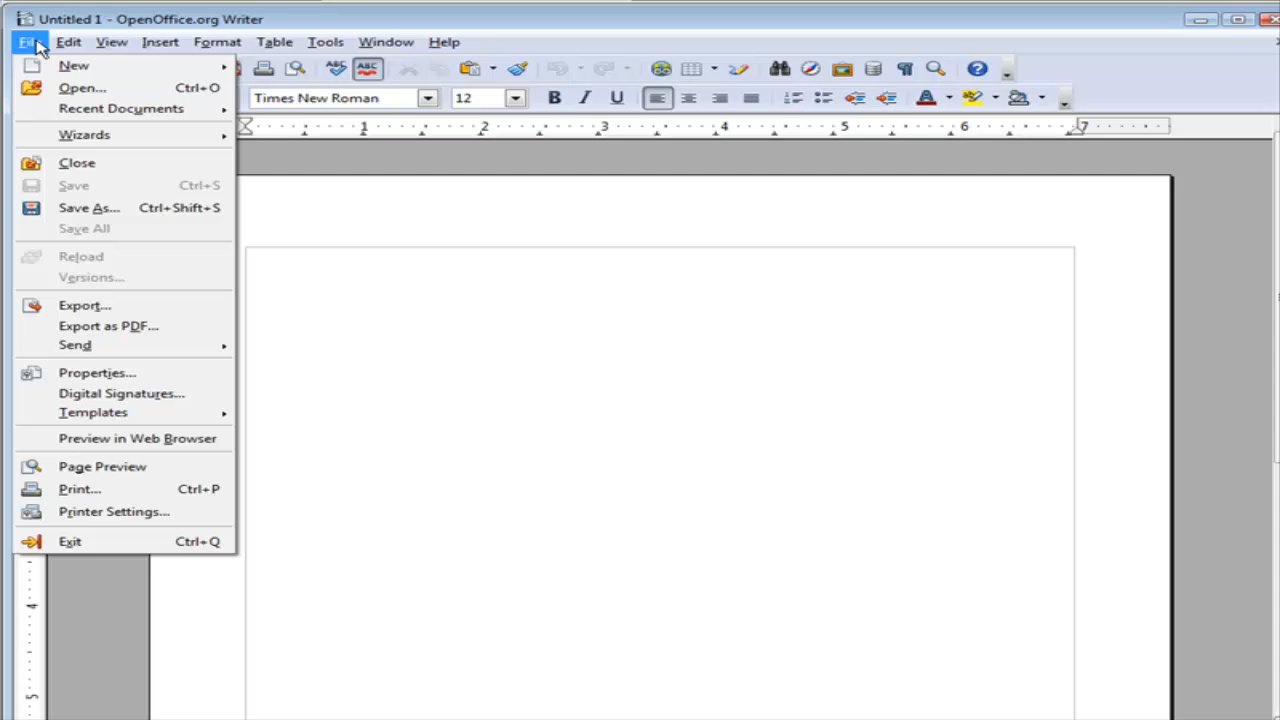 Untitled 1 - OpenOffice.org Writer
File Edit View Insert Format Table Tools Window Help
New
Open... Ctrl+O
Recent Documents
Wizards
Close
Save Ctrl+S
Save As... Ctrl+Shift+S
Save All
Reload
Versions...
Export...
Export as PDF...
Send
Properties...
Digital Signatures...
Templates
Preview in Web Browser
Page Preview
Print... Ctrl+P
Printer Settings...
Exit Ctrl+Q
ABC ABC
Times New Roman 12 B I U A
1 2 3 4 5 6 7
4
5